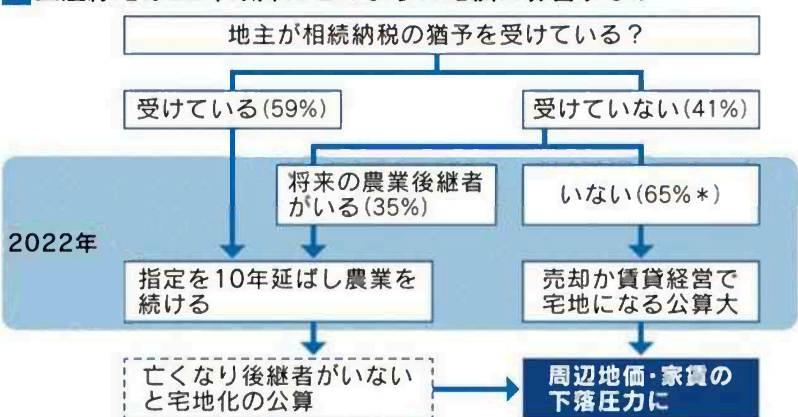 地主が相続納税の猶予を受けている？
受けている(59%)
受けていない(41%)
将来の農業後継者
がいる(35%)
いない(65%＊)
2022年
指定を10年延ばし農業を
続ける
売却か賃貸経営で
宅地になる公算大
亡くなり後継者がいない
と宅地化の公算
周辺地価・家賃の
下落圧力に